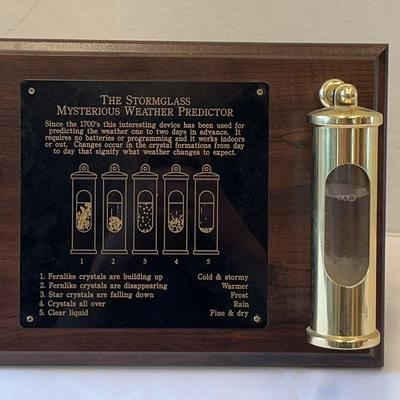 THE STORMGLASS
MYSTERIOUS WEATHER PREDICTOR
Since the 1700's this interesting device has been used for
predicting the weather one to two days in advance. It
requires no batteries or programming and it works indoors
or out. Changes occur in the crystal formations from day
to day that signify what weather changes to expect.
1 2 3 4 5
1. Fernlike crystals are building up Cold & stormy
2. Fernlike crystals are disappearing Warmer
3. Star crystals are falling down Frost
4. Crystals all over Rain
5. Clear liquid Fine & dry